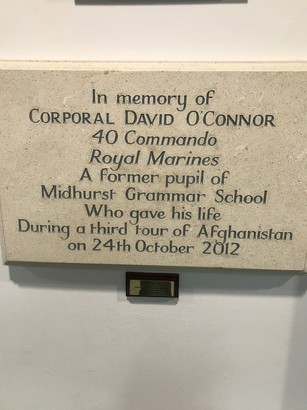 In memory of
CORPORAL DAVID O'CONNOR
40 Commando
Royal Marines
A former pupil of
Midhurst Grammar School
Who gave his life
During a third tour of Afghanistan
on 24th October 2012